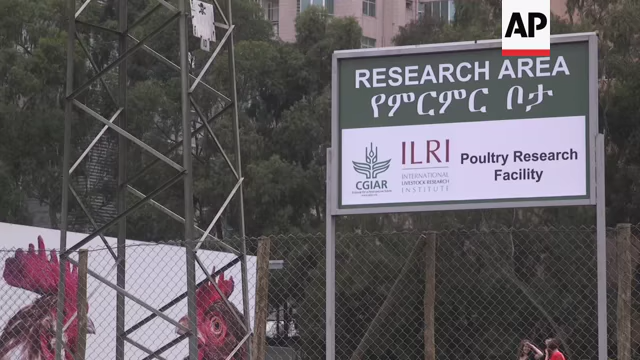 AP
RESEARCH AREA
የምርምር ቦታ
CGIAR
ILRI
INTERNATIONAL
LIVESTOCK RESEARCH
INSTITUTE
Poultry Research
Facility